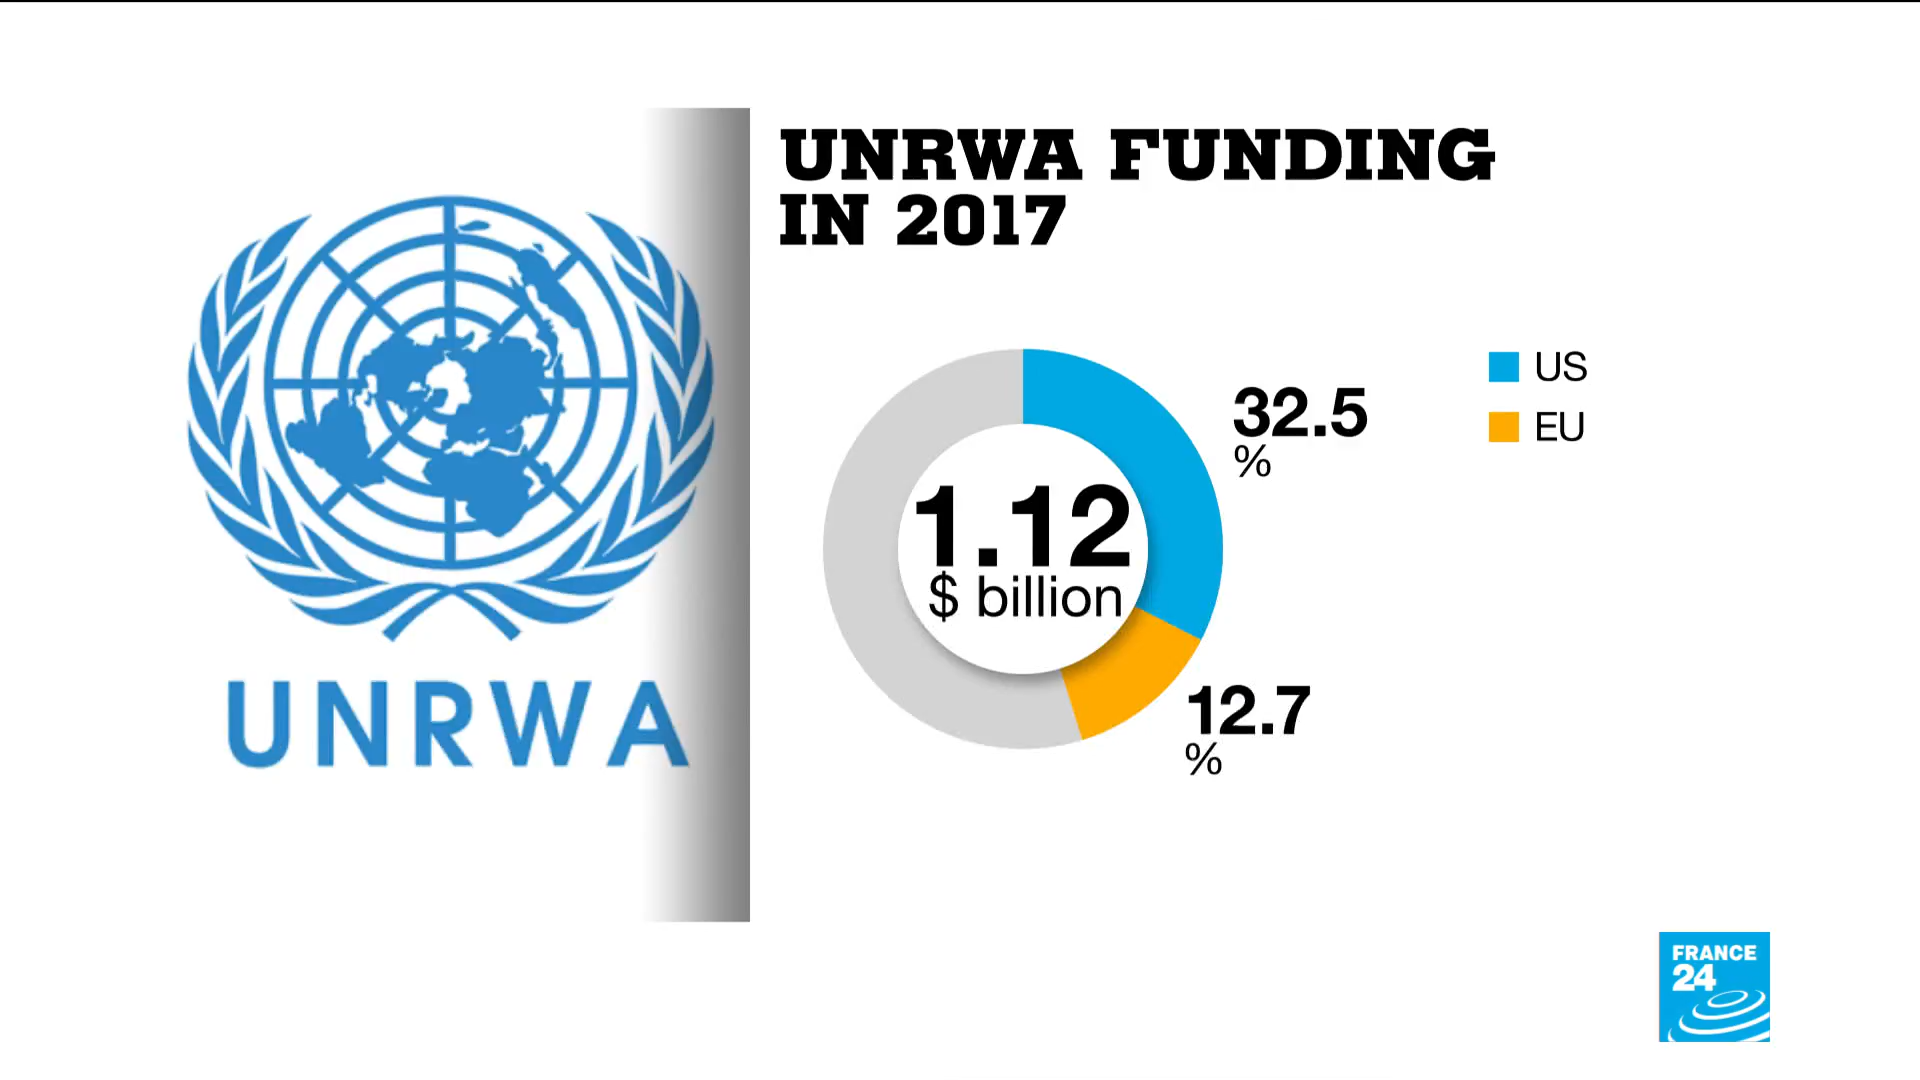 UNRWA
UNRWA FUNDING
IN 2017
1.12
$ billion
32.5
%
12.7
%
US
EU
FRANCE
24